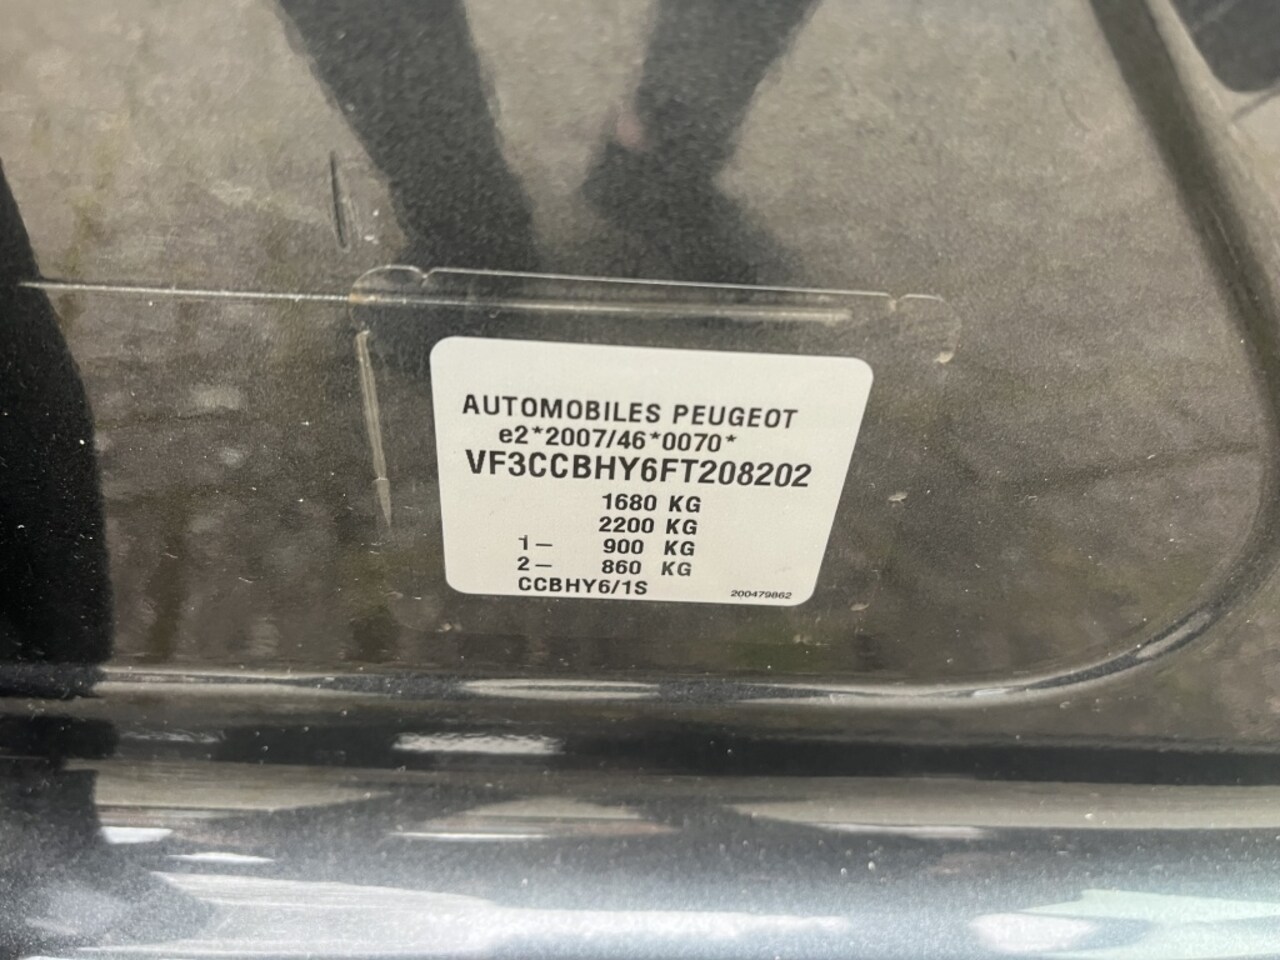 AUTOMOBILES PEUGEOT
e2*2007/46*0070*
VF3CCBHY6FT208202
1680 KG
2200 KG
1- 900 KG
2- 860 KG
CCBHY6/1S 200479862